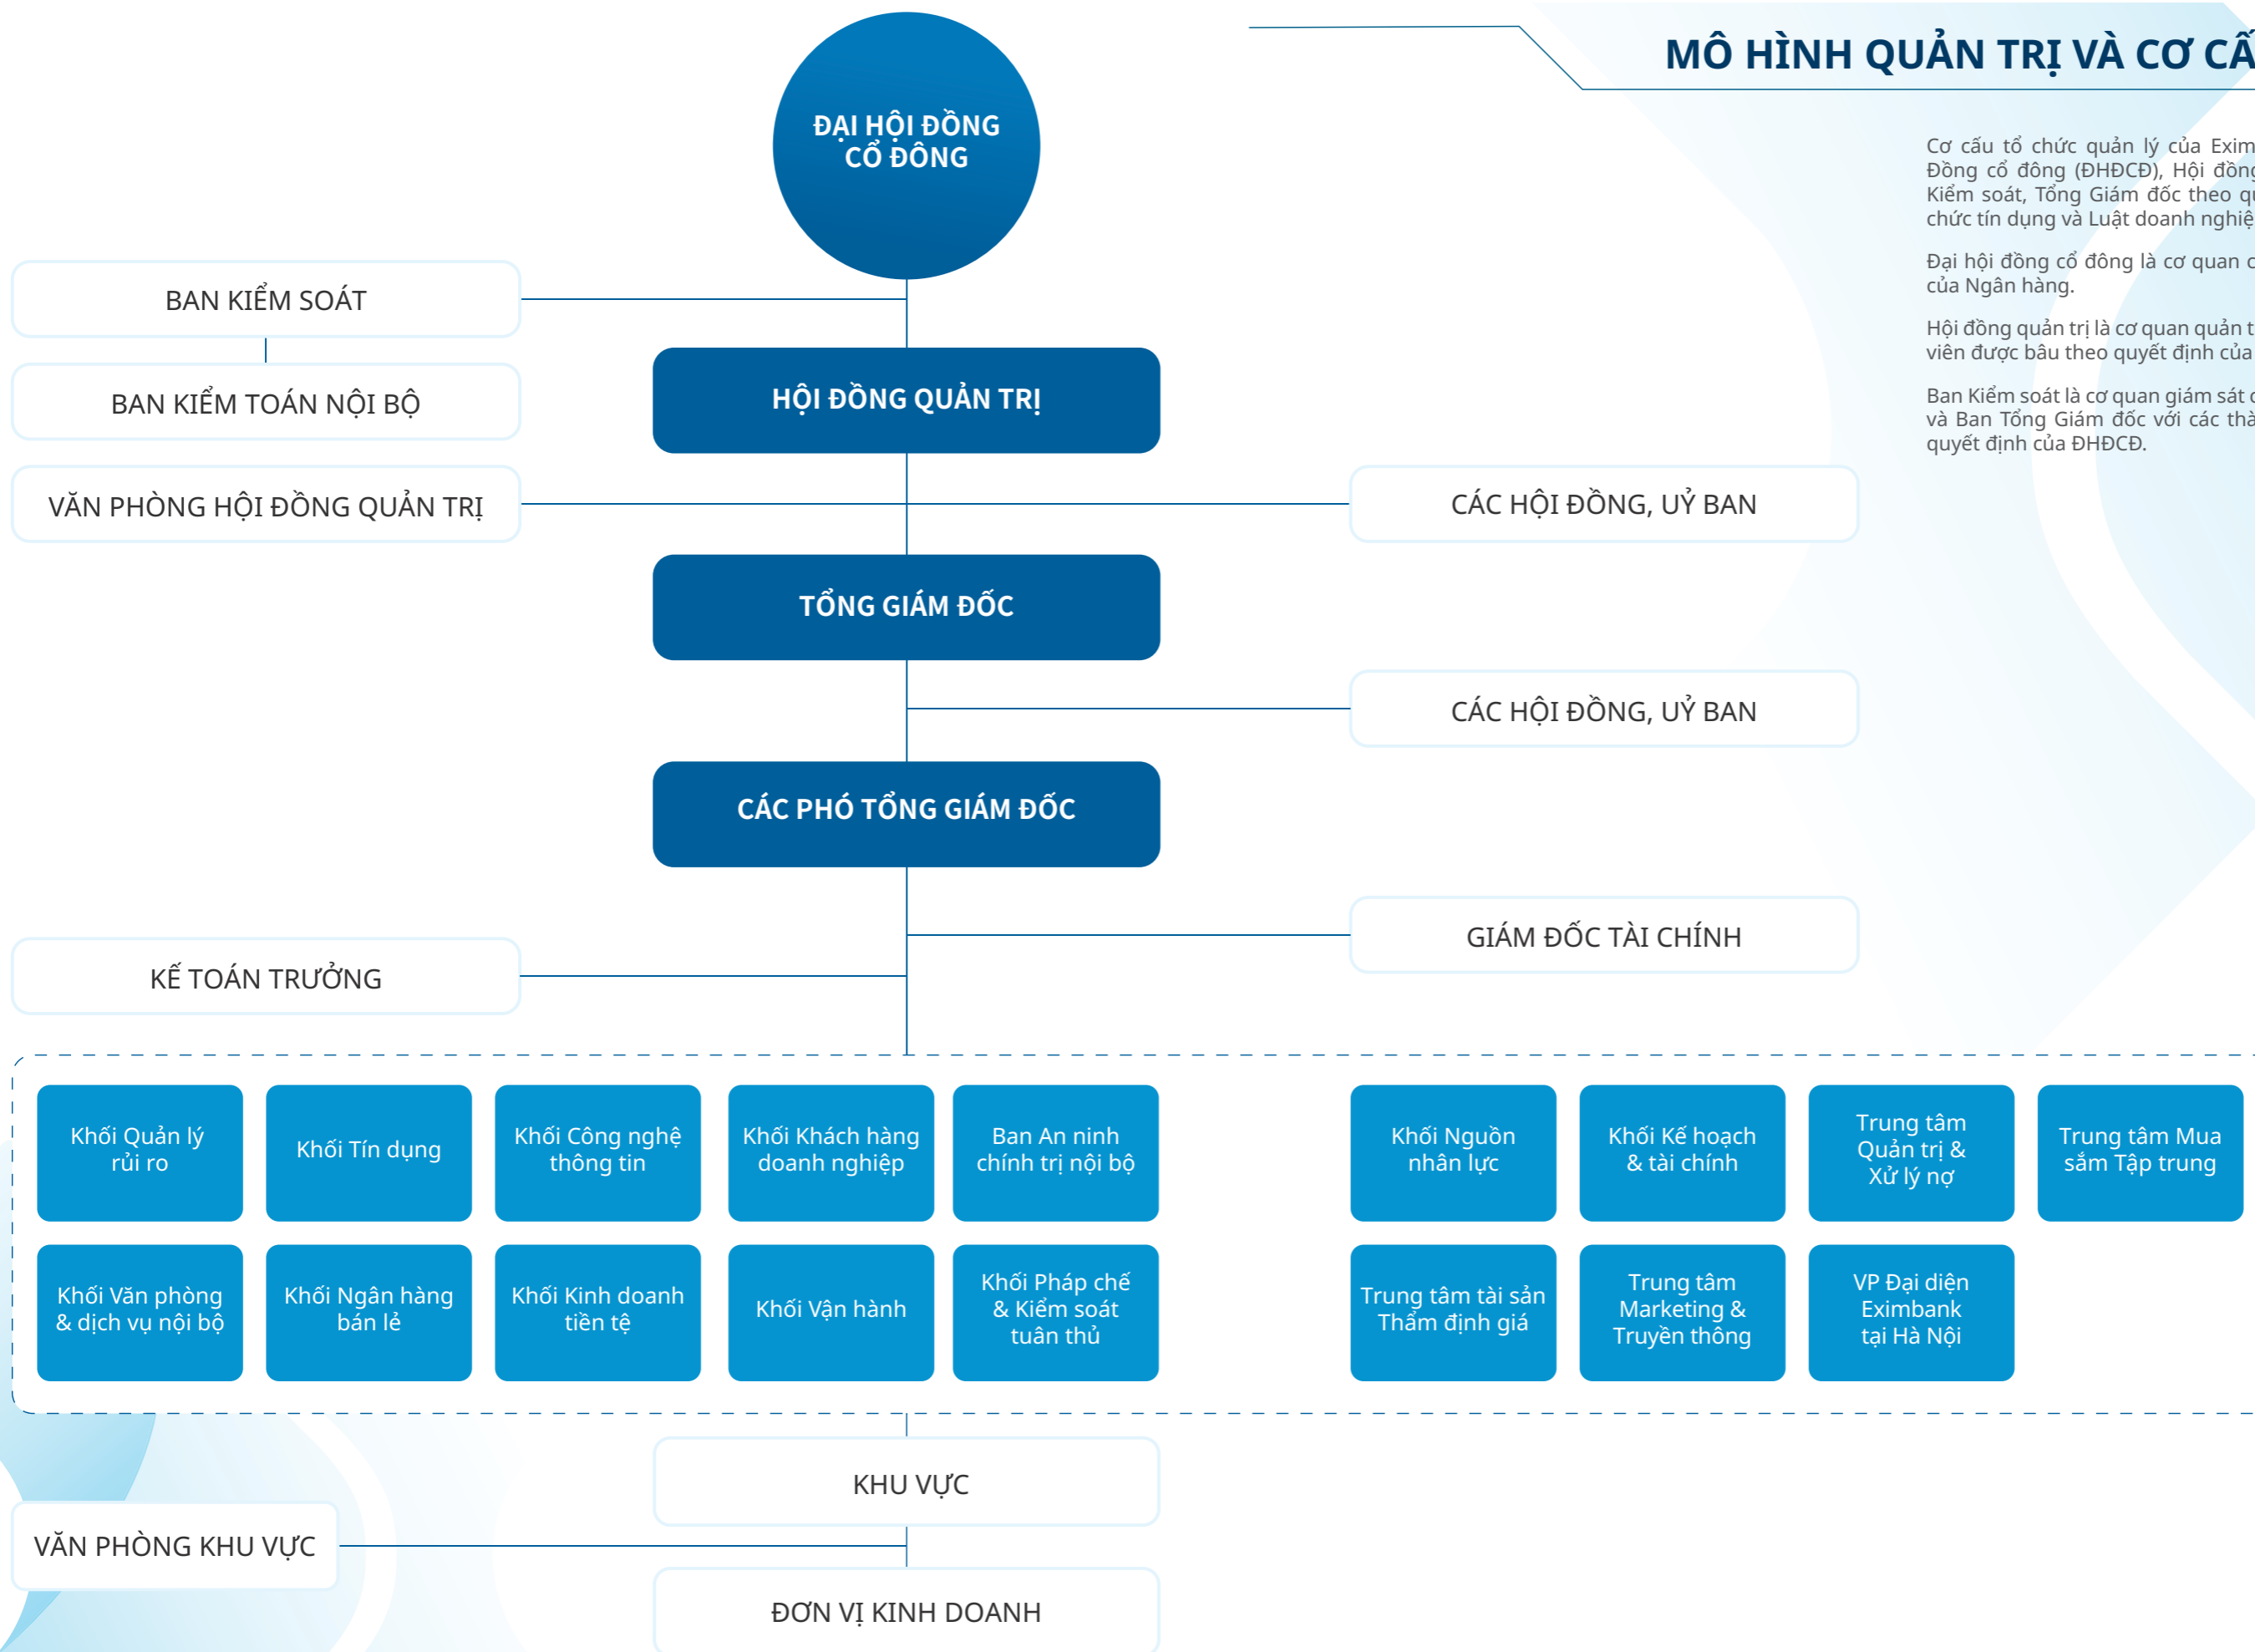 MÔ HÌNH QUẢN TRỊ VÀ CƠ
Cơ cấu tổ chức quản lý của
Đồng cổ đông (ĐHĐCĐ), Hội đồng
Kiểm soát, Tổng Giám đốc theo
chức tín dụng và Luật doanh
Đại hội đồng cổ đông là cơ quan
của Ngân hàng.
Hội đồng quản trị là cơ quan quản
viên được bâu theo quyết định của
Ban Kiểm soát là cơ quan giám sát
và Ban Tổng Giám đốc với các
quyết định của ĐHĐCĐ.
ĐẠI HỘI ĐỒNG
CỔ ĐÔNG
BAN KIỂM SOÁT
BAN KIỂM TOÁN NỘI BỘ
HỘI ĐỒNG QUẢN TRỊ
VĂN PHÒNG HỘI ĐỒNG QUẢN TRỊ
CÁC HỘI ĐỒNG, UỶ BAN
TỔNG GIÁM ĐỐC
CÁC HỘI ĐỒNG, UỶ BAN
CÁC PHÓ TỔNG GIÁM ĐỐC
GIÁM ĐỐC TÀI CHÍNH
KẾ TOÁN TRƯỞNG
Khối Quản lý
rủi ro
Khối Tín dụng
Khối Công nghệ
thông tin
Khối Khách hàng
doanh nghiệp
Ban An ninh
chính trị nội bộ
Khối Nguồn
nhân lực
Khối Kế hoạch
& tài chính
Trung tâm
Quản trị &
Xử lý nợ
Trung tâm Mua
sắm Tập trung
Khối Văn phòng
& dịch vụ nội bộ
Khối Ngân hàng
bán lẻ
Khối Kinh doanh
tiền tệ
Khối Vận hành
Khối Pháp chế
& Kiểm soát
tuân thủ
Trung tâm tài sản
Thẩm định giá
Trung tâm
Marketing &
Truyền thông
VP Đại diện
Eximbank
tại Hà Nội
KHU VỰC
VĂN PHÒNG KHU VỰC
ĐƠN VỊ KINH DOANH